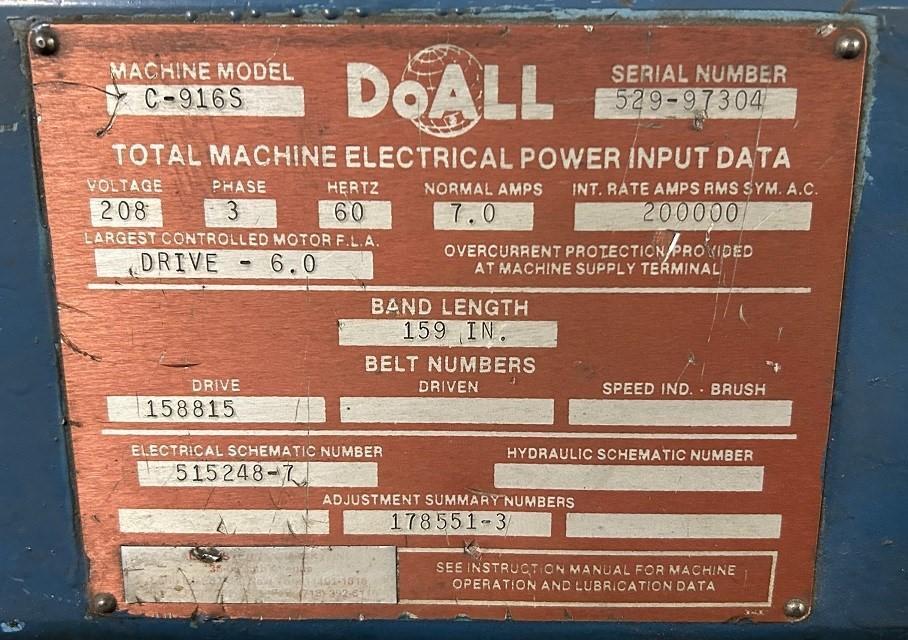 MACHINE MODEL
C-916S
DoALL
SERIAL NUMBER
529-97304
TOTAL MACHINE ELECTRICAL POWER INPUT DATA
VOLTAGE PHASE HERTZ NORMAL AMPS INT. RATE AMPS RMS SYM. A.C.
208 3 60 7.0 200000
LARGEST CONTROLLED MOTOR F.L.A.
DRIVE - 6.0
OVERCURRENT PROTECTION PROVIDED
AT MACHINE SUPPLY TERMINAL
BAND LENGTH
159 IN.
BELT NUMBERS
DRIVE DRIVEN SPEED IND. - BRUSH
158815
ELECTRICAL SCHEMATIC NUMBER HYDRAULIC SCHEMATIC NUMBER
515248-7
ADJUSTMENT SUMMARY NUMBERS
178551-3
SEE INSTRUCTION MANUAL FOR MACHINE
OPERATION AND LUBRICATION DATA